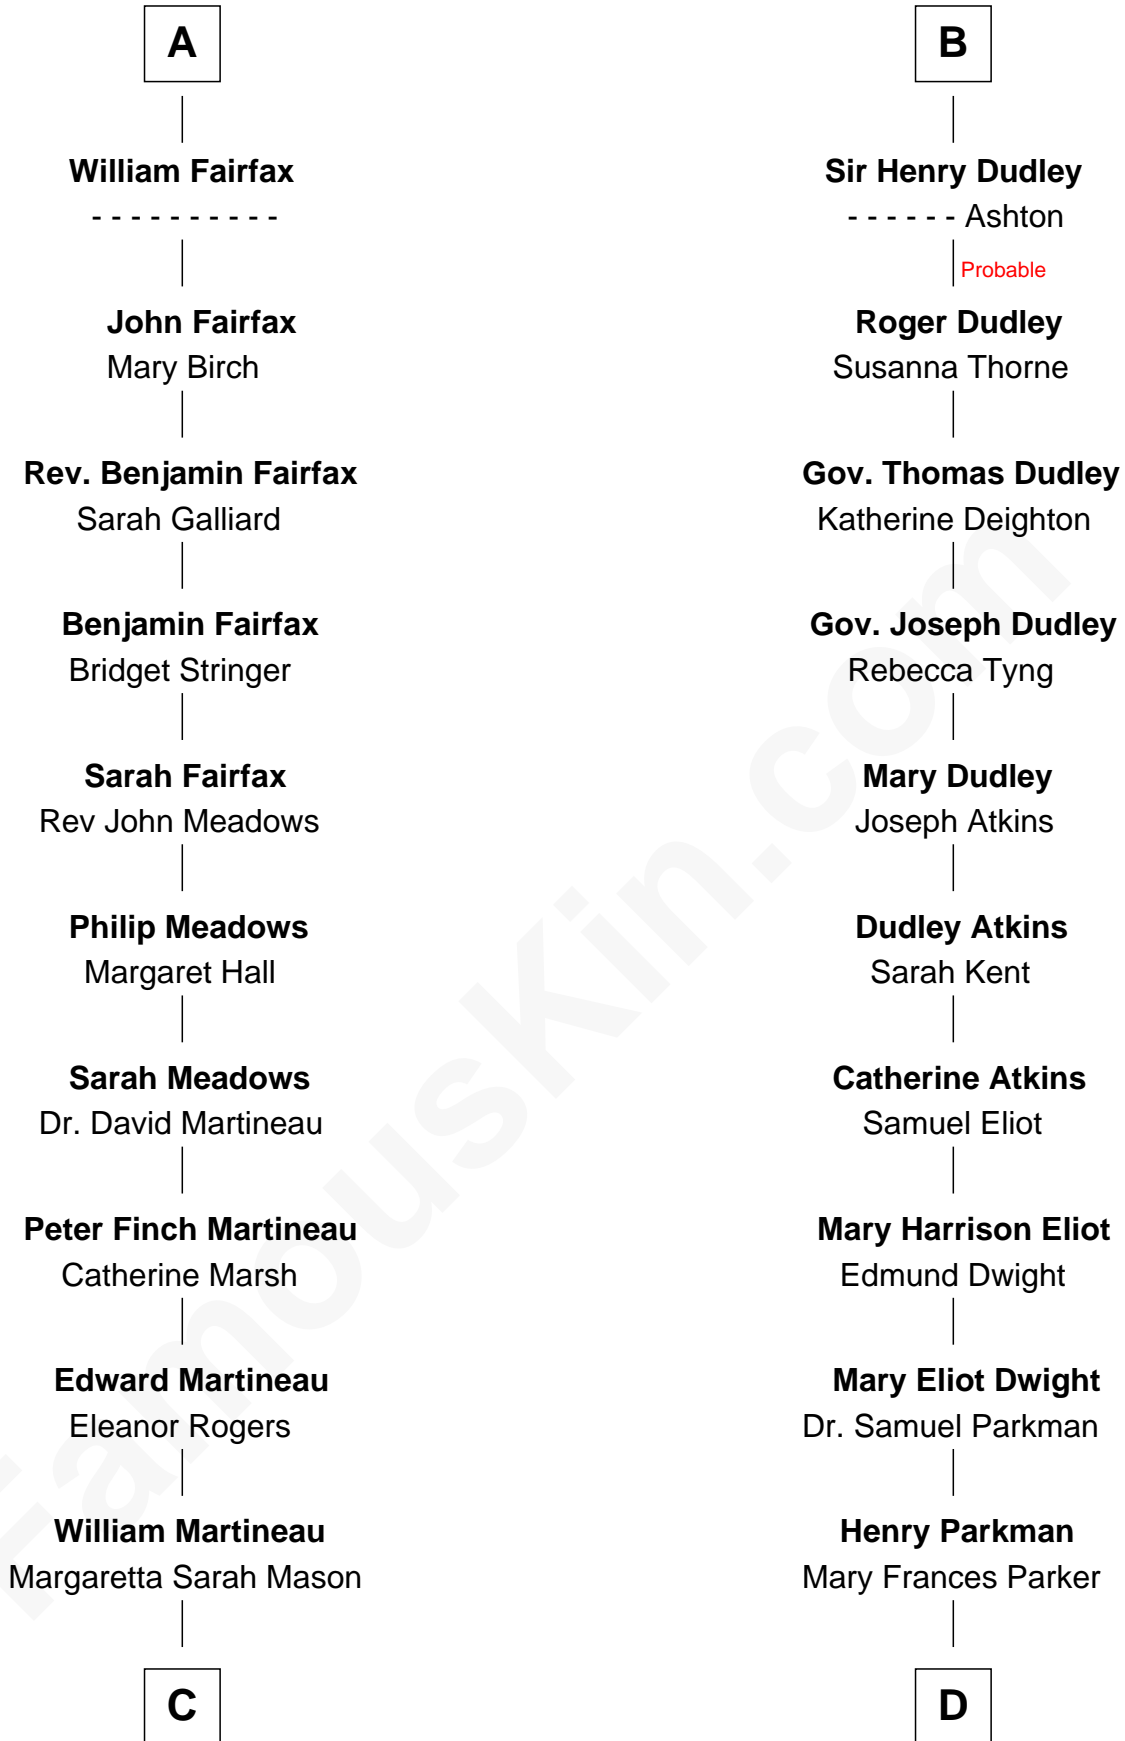 A
William Fairfax
- - - - - - - - - -
John Fairfax
Mary Birch
Rev. Benjamin Fairfax
Sarah Galliard
Benjamin Fairfax
Bridget Stringer
Sarah Fairfax
Rev John Meadows
Philip Meadows
Margaret Hall
Sarah Meadows
Dr. David Martineau
Peter Finch Martineau
Catherine Marsh
Edward Martineau
Eleanor Rogers
William Martineau
Margaretta Sarah Mason
C
B
Sir Henry Dudley
- - - - - - Ashton
Probable
Roger Dudley
Susanna Thorne
Gov. Thomas Dudley
Katherine Deighton
Gov. Joseph Dudley
Rebecca Tyng
Mary Dudley
Joseph Atkins
Dudley Atkins
Sarah Kent
Catherine Atkins
Samuel Eliot
Mary Harrison Eliot
Edmund Dwight
Mary Eliot Dwight
Dr. Samuel Parkman
Henry Parkman
Mary Frances Parker
D
FamousKin.com